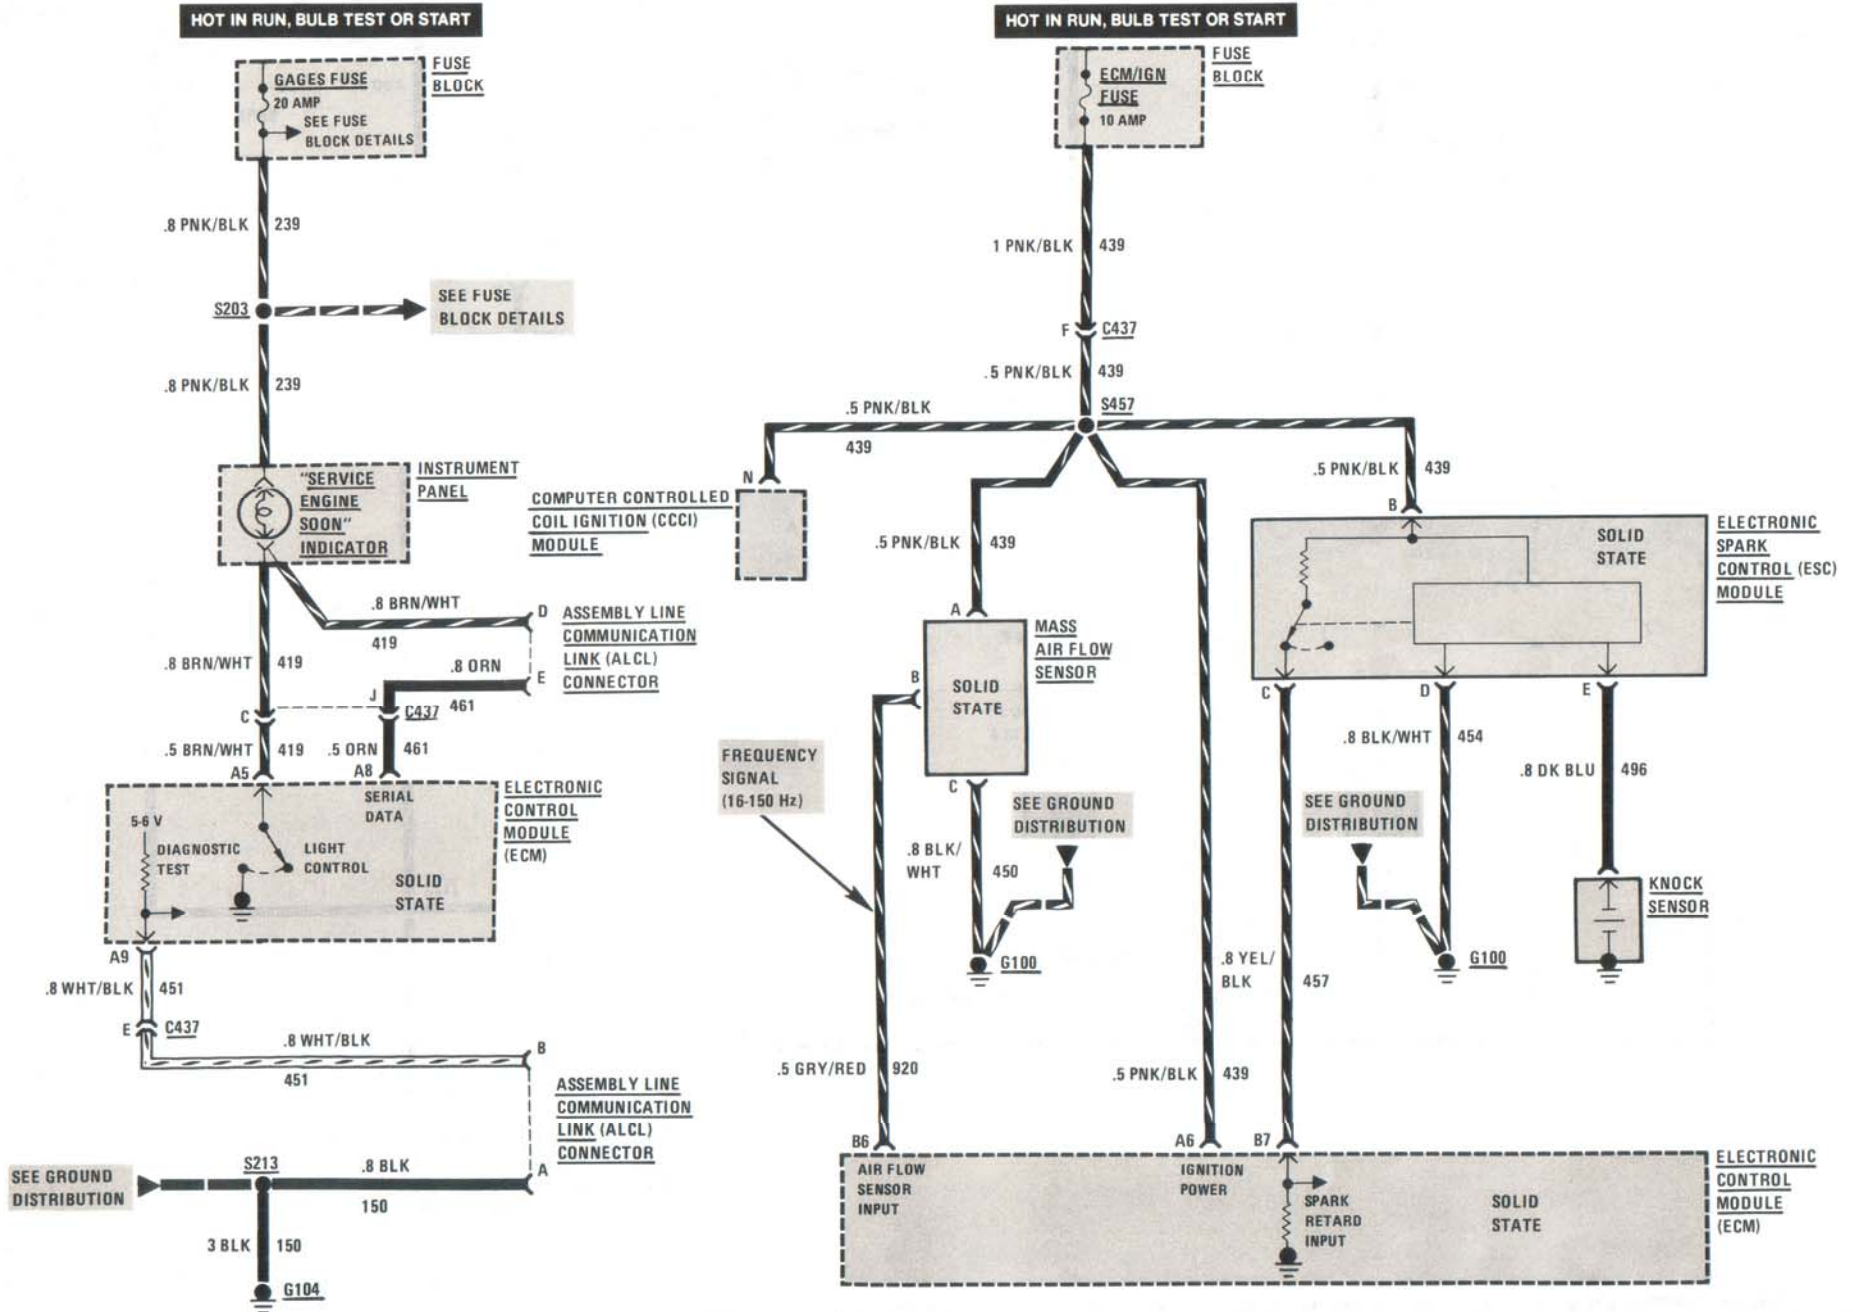 HOT IN RUN, BULB TEST OR START
FUSE
BLOCK
GAGES FUSE
20 AMP
SEE FUSE
BLOCK DETAILS
.8 PNK/BLK
239
S203
SEE FUSE
BLOCK DETAILS
.8 PNK/BLK
239
INSTRUMENT
PANEL
"SERVICE
ENGINE
SOON"
INDICATOR
.8 BRN/WHT
419
D
ASSEMBLY LINE
COMMUNICATION
LINK (ALCL)
CONNECTOR
.8 BRN/WHT
419
.8 ORN
E
461
J
C
C437
.5 BRN/WHT
419
.5 ORN
461
A5
A8
ELECTRONIC
CONTROL
MODULE
(ECM)
SERIAL
DATA
5-6 V
DIAGNOSTIC
TEST
LIGHT
CONTROL
SOLID
STATE
A9
.8 WHT/BLK
451
E
C437
.8 WHT/BLK
451
B
ASSEMBLY LINE
COMMUNICATION
LINK (ALCL)
CONNECTOR
A
SEE GROUND
DISTRIBUTION
S213
.8 BLK
150
3 BLK
150
G104
HOT IN RUN, BULB TEST OR START
FUSE
BLOCK
ECM/IGN
FUSE
10 AMP
1 PNK/BLK
439
F
C437
.5 PNK/BLK
439
S457
.5 PNK/BLK
439
N
COMPUTER CONTROLLED
COIL IGNITION (CCCI)
MODULE
.5 PNK/BLK
439
B
.5 PNK/BLK
439
A
MASS
AIR FLOW
SENSOR
B
SOLID
STATE
C
ELECTRONIC
SPARK
CONTROL (ESC)
MODULE
SOLID
STATE
C
D
E
FREQUENCY
SIGNAL
(16-150 Hz)
SEE GROUND
DISTRIBUTION
.8 BLK/
WHT
450
G100
.8 BLK/WHT
454
SEE GROUND
DISTRIBUTION
G100
.8 DK BLU
496
KNOCK
SENSOR
.8 YEL/
BLK
457
.5 GRY/RED
920
.5 PNK/BLK
439
B6
A6
B7
AIR FLOW
SENSOR
INPUT
IGNITION
POWER
SPARK
RETARD
INPUT
SOLID
STATE
ELECTRONIC
CONTROL
MODULE
(ECM)